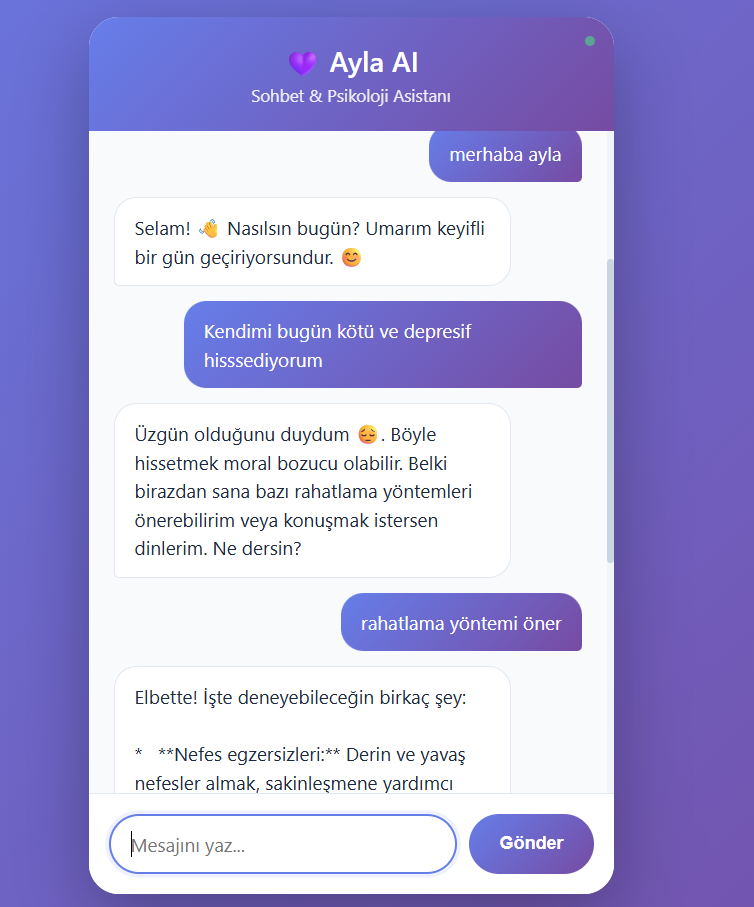 💜 Ayla AI
Sohbet & Psikoloji Asistanı
merhaba ayla
Selam! 👋 Nasılsın bugün? Umarım keyifli
bir gün geçiriyorsundur. 😊
Kendimi bugün kötü ve depresif
hisssediyorum
Üzgün olduğunu duydum 😔. Böyle
hissetmek moral bozucu olabilir. Belki
birazdan sana bazı rahatlama yöntemleri
önerebilirim veya konuşmak istersen
dinlerim. Ne dersin?
rahatlama yöntemi öner
Elbette! İşte deneyebileceğin birkaç şey:
* **Nefes egzersizleri:** Derin ve yavaş
nefesler almak, sakinleşmene yardımcı
Mesajını yaz...
Gönder